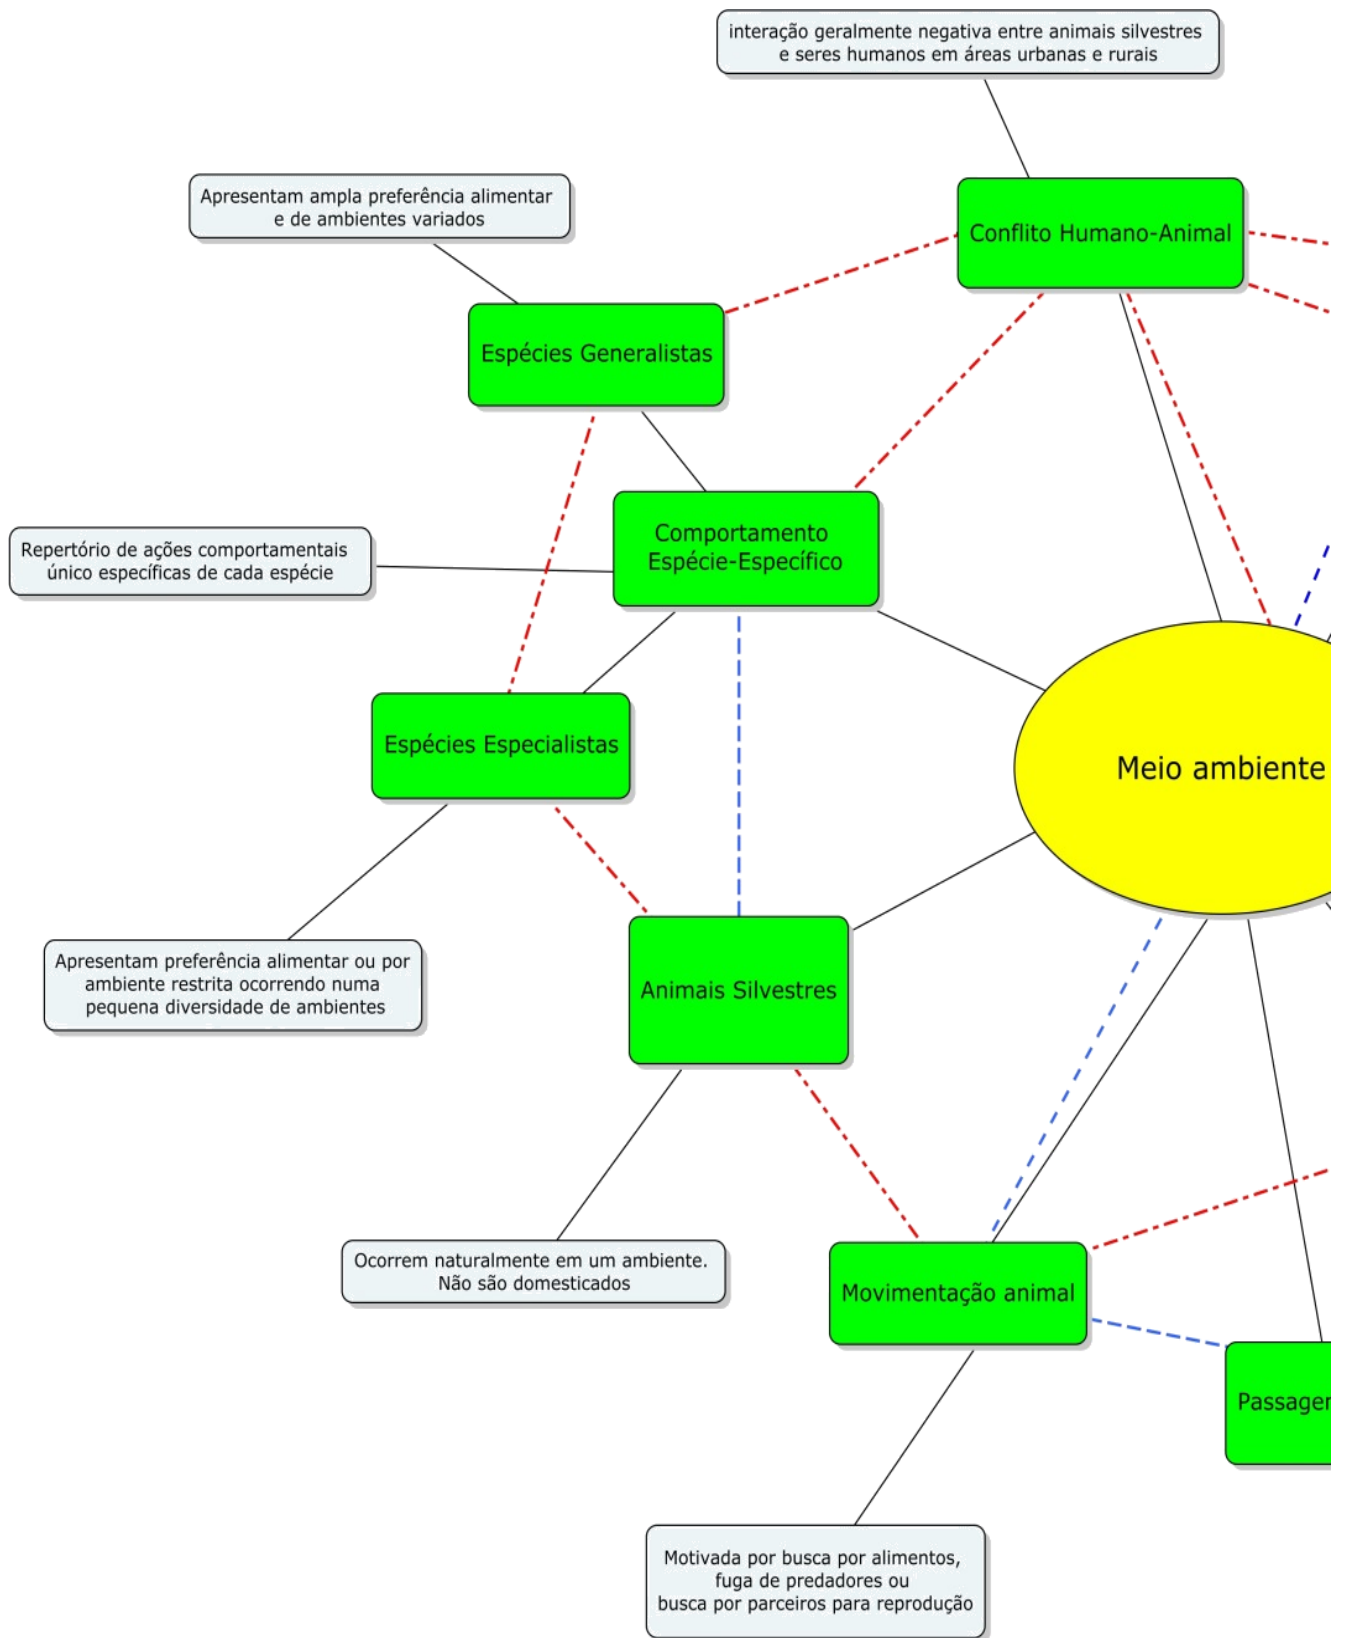 interação geralmente negativa entre animais silvestres
e seres humanos em áreas urbanas e rurais
Apresentam ampla preferência alimentar
e de ambientes variados
Conflito Humano-Animal
Espécies Generalistas
Comportamento
Espécie-Específico
Repertório de ações comportamentais
único específicas de cada espécie
Espécies Especialistas
Meio ambiente
Apresentam preferência alimentar ou por
ambiente restrita ocorrendo numa
pequena diversidade de ambientes
Animais Silvestres
Ocorrem naturalmente em um ambiente.
Não são domesticados
Movimentação animal
Motivada por busca por alimentos,
fuga de predadores ou
busca por parceiros para reprodução